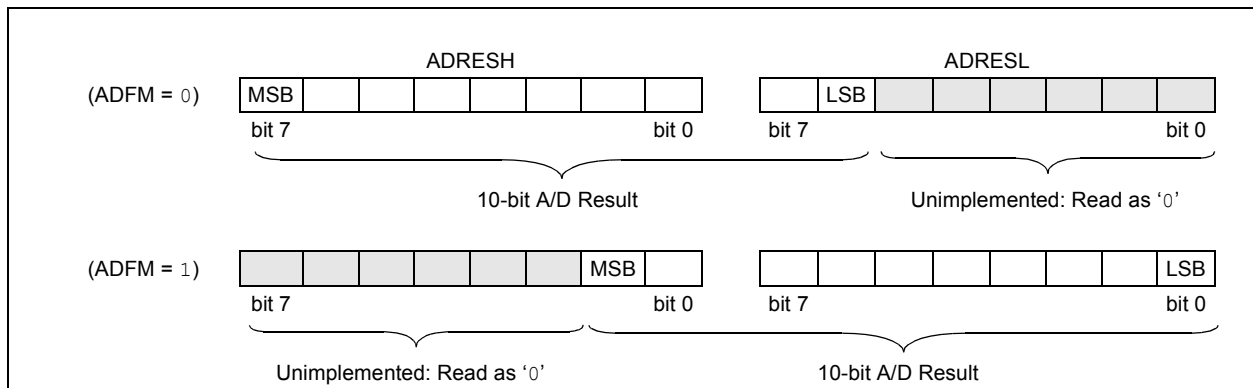 ADRESH ADRESL
(ADFM = 0) MSB LSB
bit 7 bit 0 bit 7 bit 0
10-bit A/D Result Unimplemented: Read as ‘0’
(ADFM = 1) MSB LSB
bit 7 bit 0 bit 7 bit 0
Unimplemented: Read as ‘0’ 10-bit A/D Result